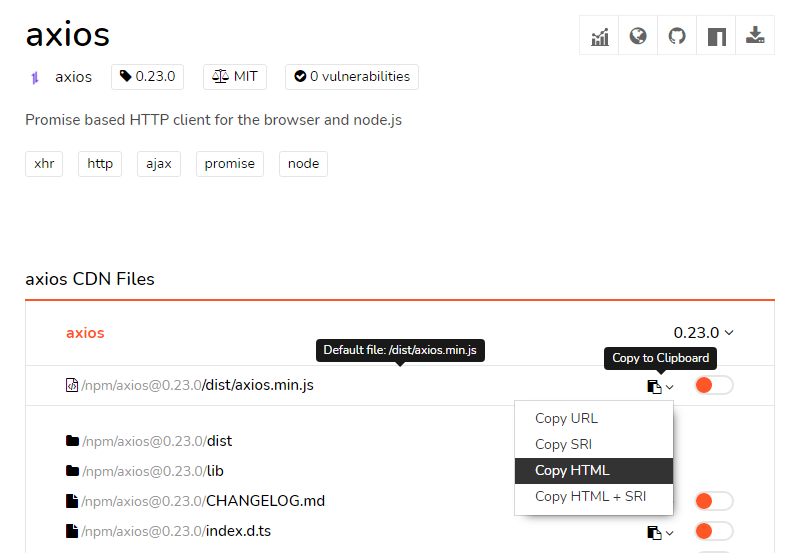 axios
axios 0.23.0 MIT 0 vulnerabilities
Promise based HTTP client for the browser and node.js
xhr http ajax promise node
axios CDN Files
axios 0.23.0
Default file: /dist/axios.min.js
Copy to Clipboard
/npm/axios@0.23.0/dist/axios.min.js
Copy URL
Copy SRI
Copy HTML
Copy HTML + SRI
/npm/axios@0.23.0/dist
/npm/axios@0.23.0/lib
/npm/axios@0.23.0/CHANGELOG.md
/npm/axios@0.23.0/index.d.ts